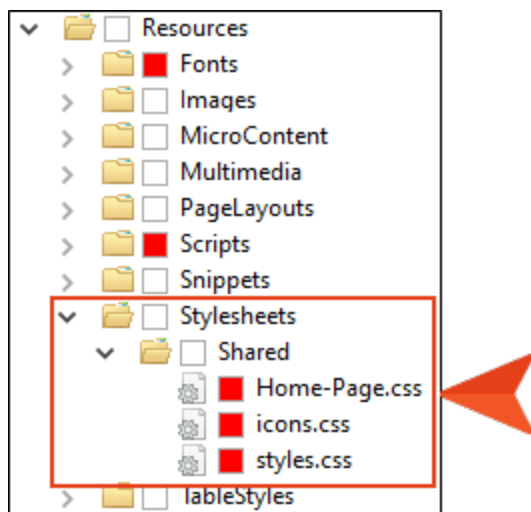 Resources
Fonts
Images
MicroContent
Multimedia
PageLayouts
Scripts
Snippets
Stylesheets
Shared
Home-Page.css
icons.css
styles.css
TableStyles